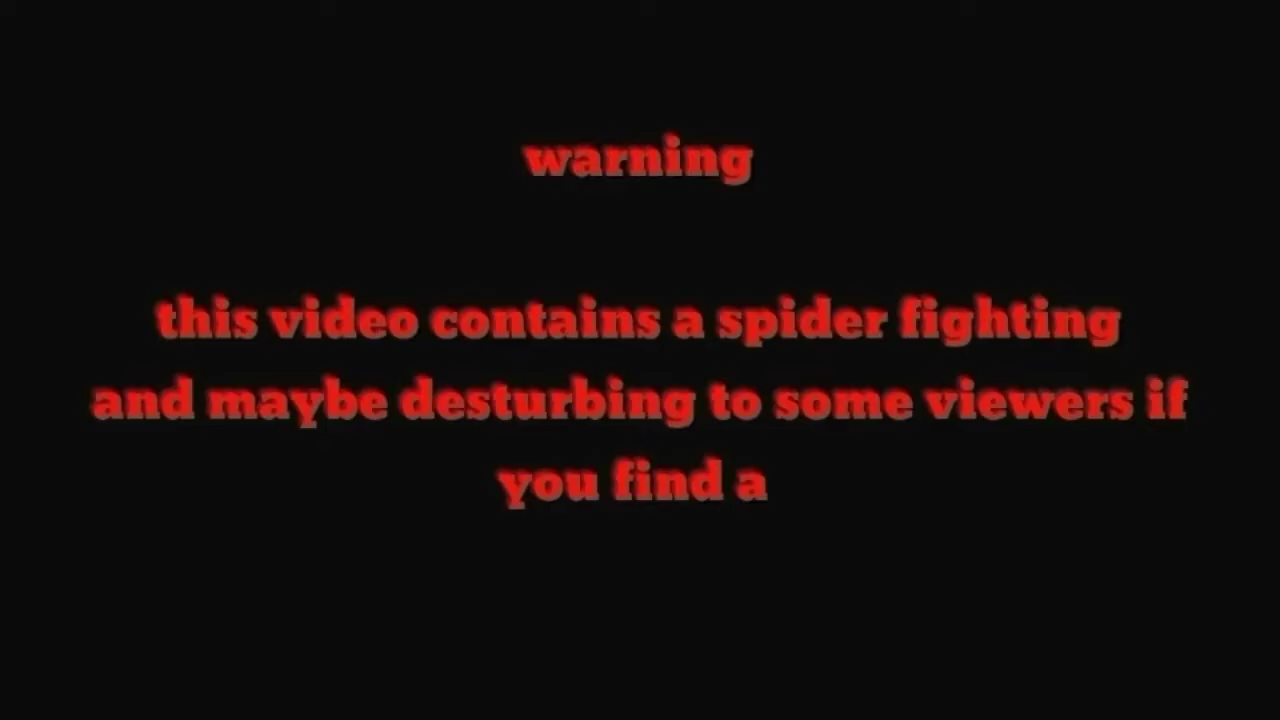 warning
this video contains a spider fighting
and maybe desturbing to some viewers if
you find a